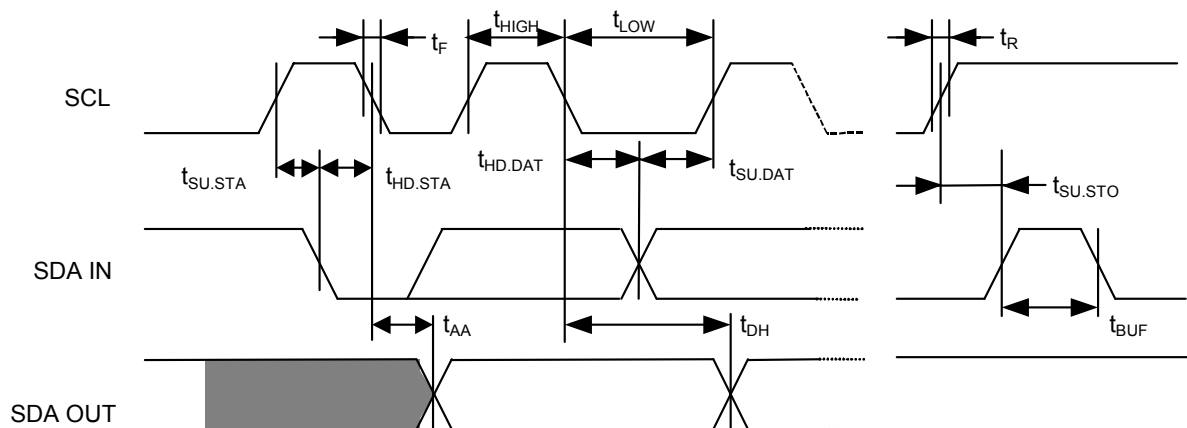 tHIGH
tLOW
tF
tR
SCL
tSU.STA
tHD.STA
tHD.DAT
tSU.DAT
tSU.STO
SDA IN
tAA
tDH
tBUF
SDA OUT